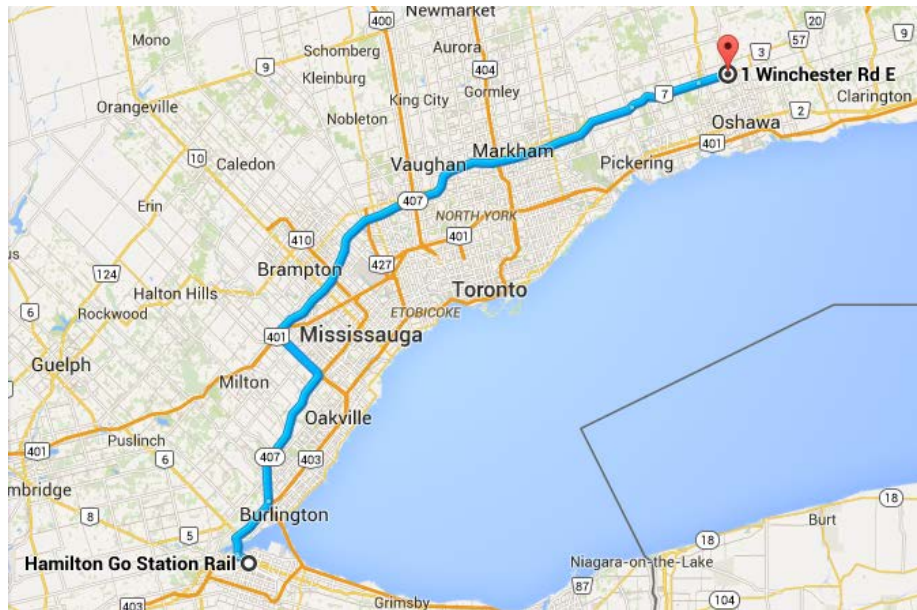 Newmarket
Mono
400
20
Schomberg
Aurora
3
57
9
9
Kleinburg
404
1 Winchester Rd E
King City
Gormley
7
Clarington
Orangeville
Nobleton
2
Oshawa
Markham
401
10
Vaughan
Pickering
Caledon
407
Erin
NORTH YORK
410
401
427
Brampton
124
Toronto
Halton Hills
6
Rockwood
ETOBICOKE
401
Mississauga
Guelph
Milton
Oakville
Puslinch
401
6
407
403
mbridge
18
8
Burlington
5
Burt
18
Hamilton Go Station Rail
Niagara-on-the-Lake
87
403
Grimsby
104